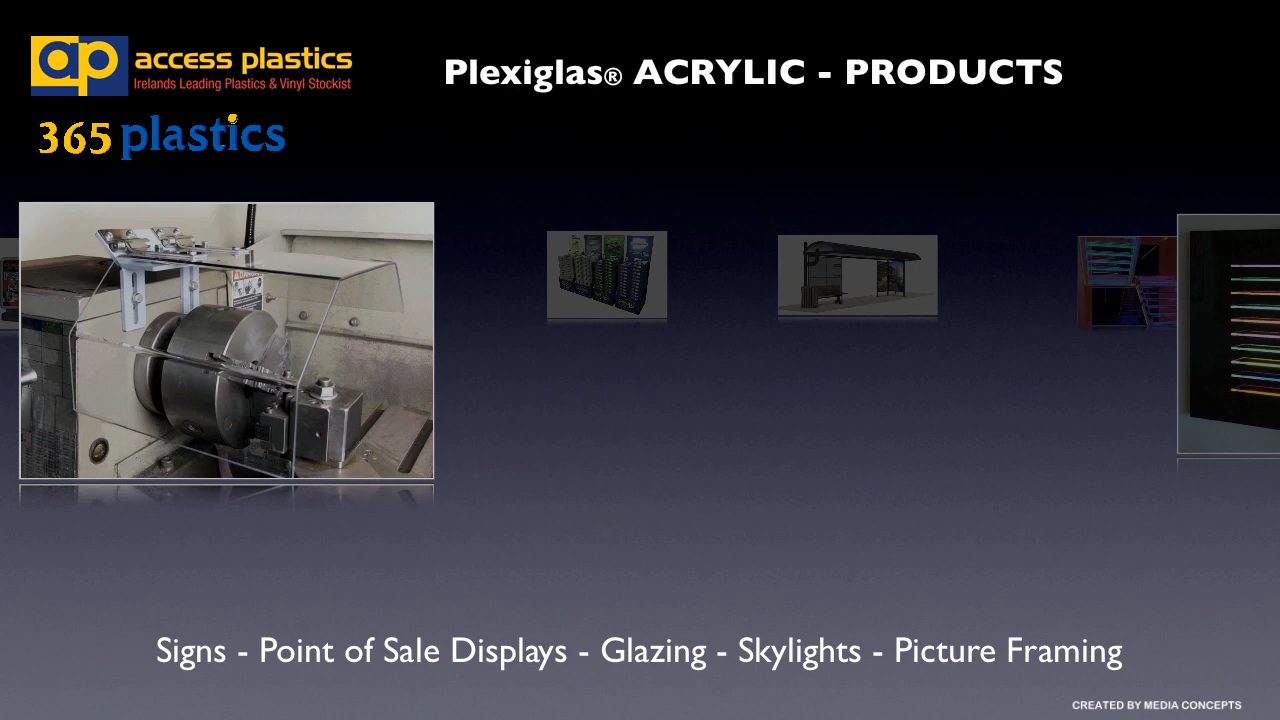 access plastics
Irelands Leading Plastics & Vinyl Stockist
Plexiglas® ACRYLIC - PRODUCTS
365 plastics
Signs - Point of Sale Displays - Glazing - Skylights - Picture Framing
CREATED BY MEDIA CONCEPTS